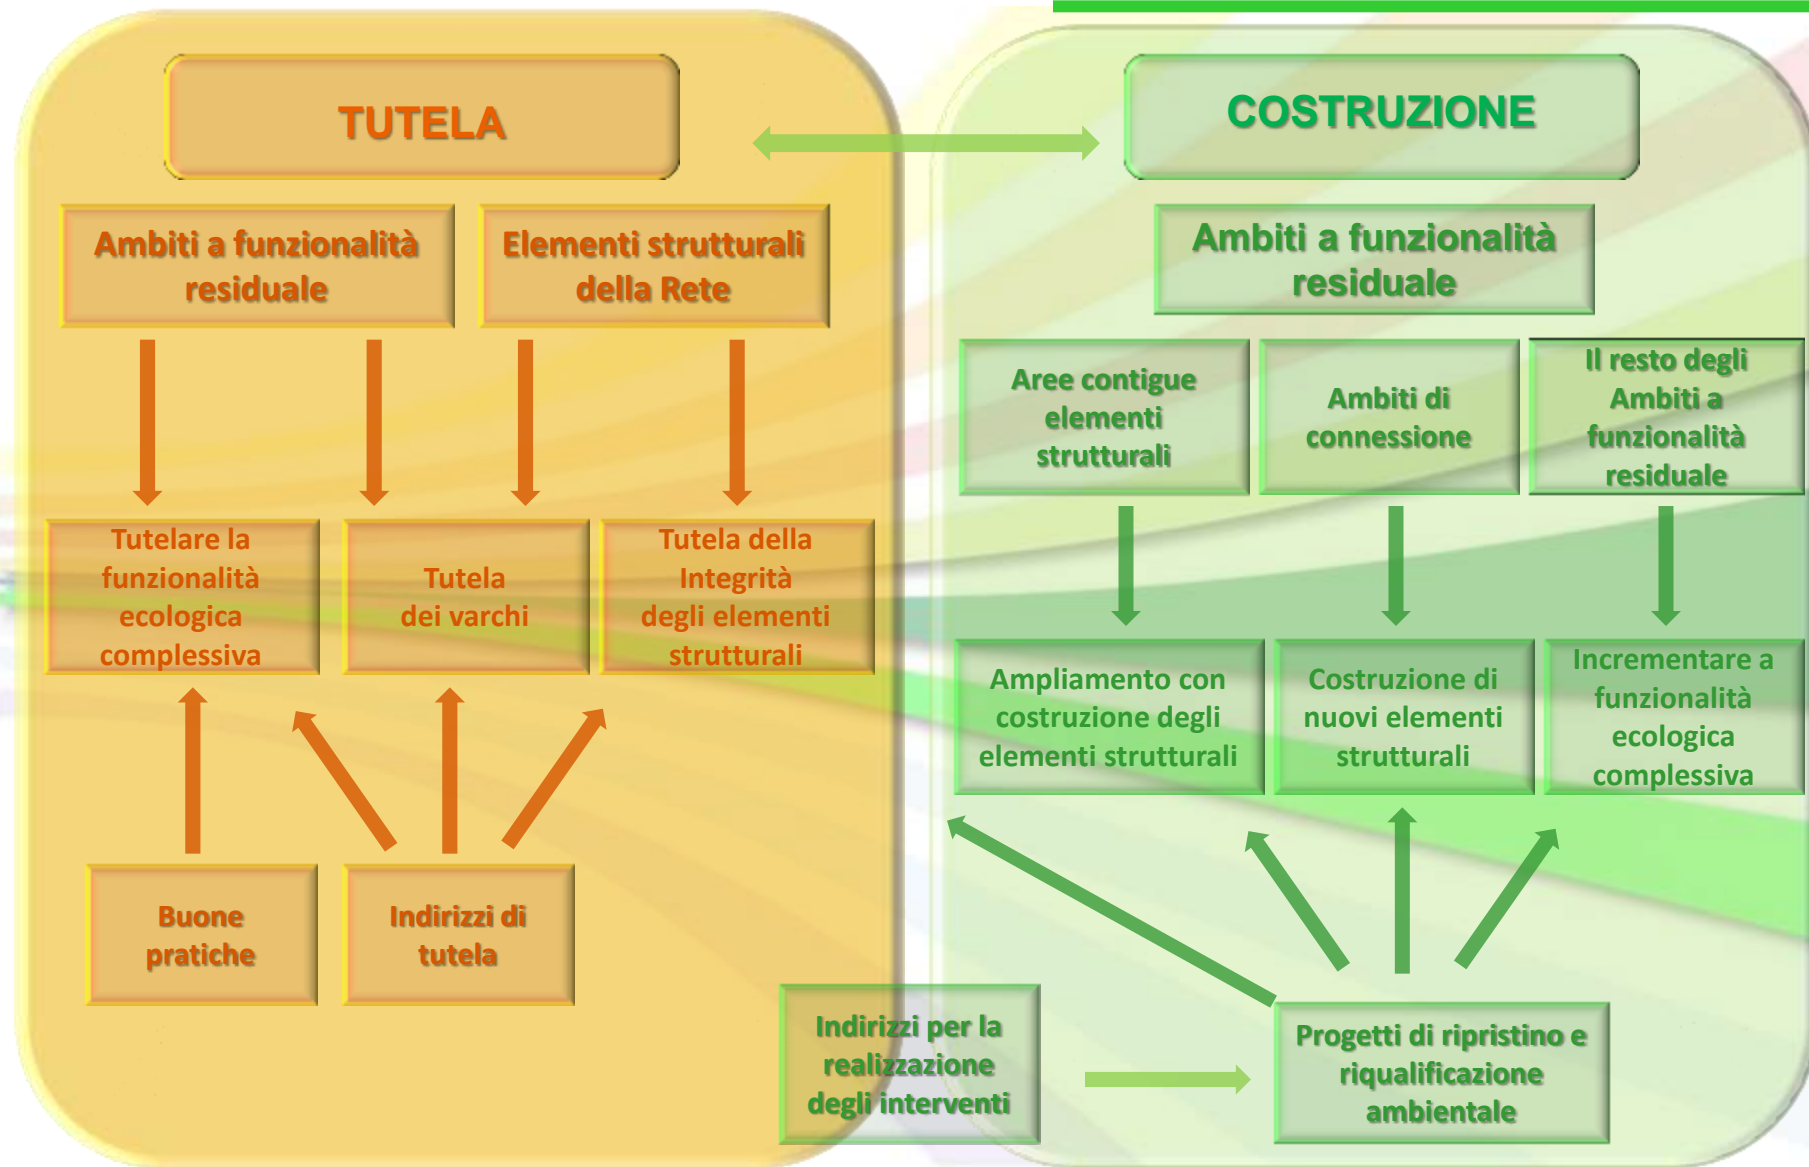 TUTELA
Ambiti a funzionalità
residuale
Elementi strutturali
della Rete
Tutelare la
funzionalità
ecologica
complessiva
Tutela
dei varchi
Tutela della
Integrità
degli elementi
strutturali
Buone
pratiche
Indirizzi di
tutela
COSTRUZIONE
Ambiti a funzionalità
residuale
Aree contigue
elementi
strutturali
Ambiti di
connessione
Il resto degli
Ambiti a
funzionalità
residuale
Ampliamento con
costruzione degli
elementi strutturali
Costruzione di
nuovi elementi
strutturali
Incrementare a
funzionalità
ecologica
complessiva
Indirizzi per la
realizzazione
degli interventi
Progetti di ripristino e
riqualificazione
ambientale